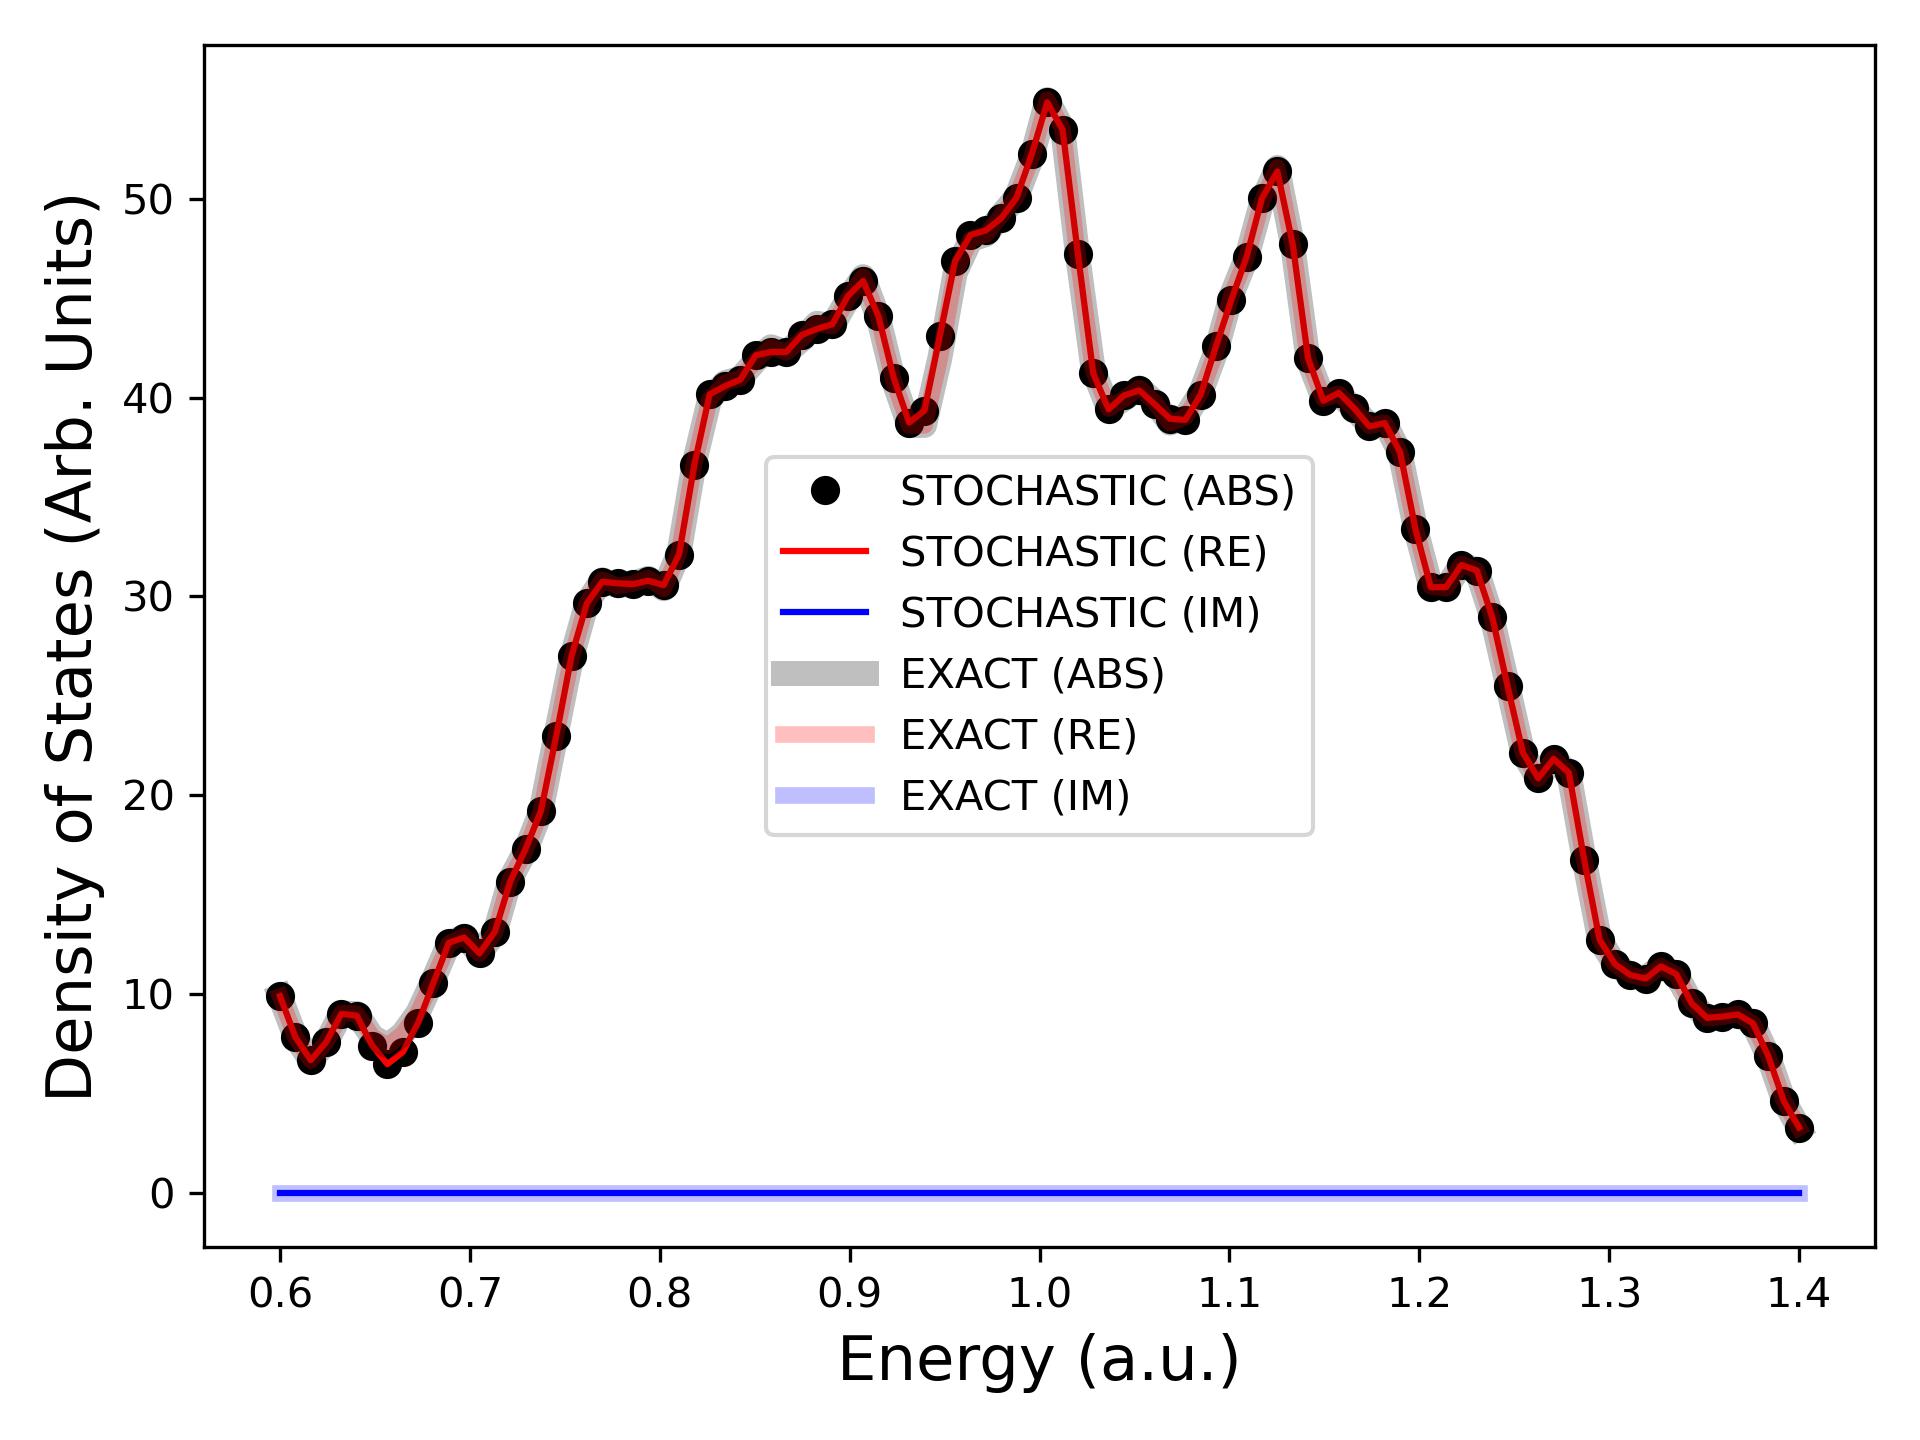 Density of States (Arb. Units)
50
40
30
20
10
0
STOCHASTIC (ABS)
STOCHASTIC (RE)
STOCHASTIC (IM)
EXACT (ABS)
EXACT (RE)
EXACT (IM)
0.6 0.7 0.8 0.9 1.0 1.1 1.2 1.3 1.4
Energy (a.u.)